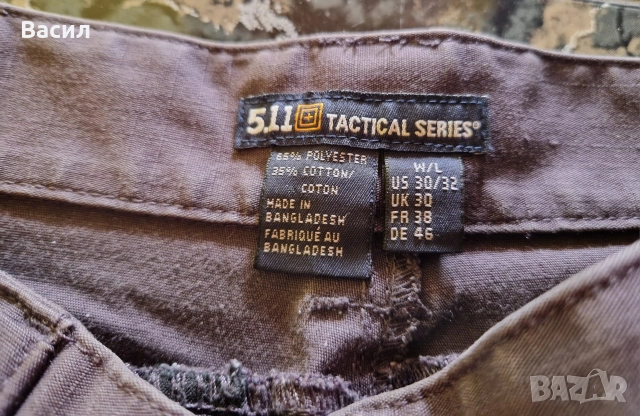 Васил
5.11 TACTICAL SERIES®
65% POLYESTER
35% COTTON/
COTON
MADE IN
BANGLADESH
FABRIQUÉ AU
BANGLADESH
W/L
US 30/32
UK 30
FR 38
DE 46
BAZAR